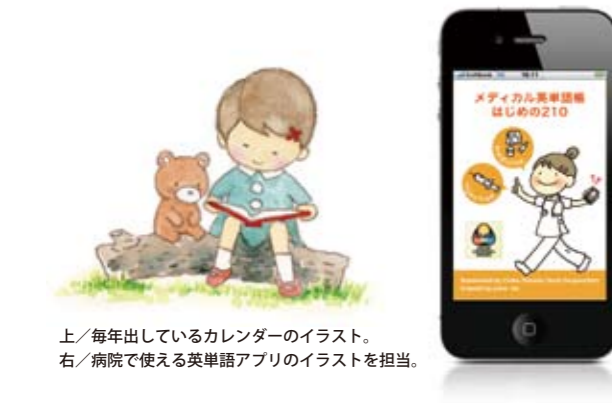 メディカル英単語帳
はじめの210
上／毎年出しているカレンダーのイラスト。
右／病院で使える英単語アプリのイラストを担当。